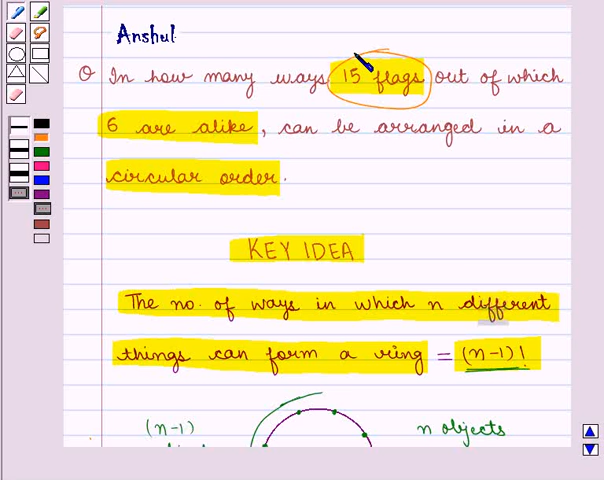 Anshul
Q In how many ways 15 flags out of which
6 are alike, can be arranged in a
circular order.
KEY IDEA
The no. of ways in which n different
things can form a ring = (n-1)!
(n-1)
n objects